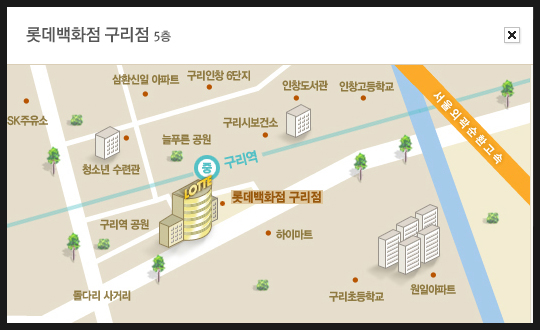 롯데백화점 구리점 5층
삼환신일 아파트
구리인창 6단지
인창도서관
인창고등학교
서울외곽순환고속
SK주유소
구리시보건소
늘푸른 공원
청소년 수련관
중
구리역
LOTTE
롯데백화점 구리점
구리역 공원
하이마트
돌다리 사거리
구리초등학교
원일아파트